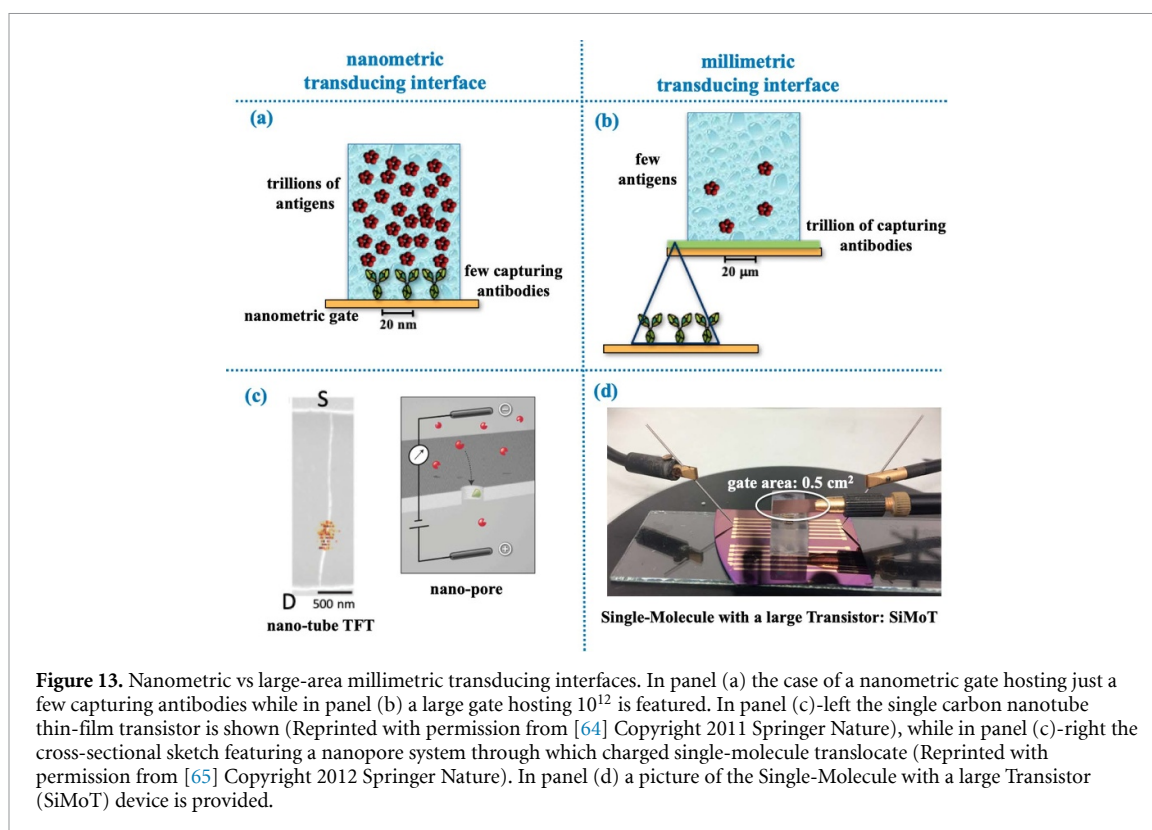 nanometric
transducing interface
millimetric
transducing interface
(a)
trillions of
antigens
few capturing
antibodies
nanometric gate
20 nm
(b)
few
antigens
trillion of capturing
antibodies
20 μm
(c)
S
D
500 nm
nano-tube TFT
nano-pore
(d)
gate area: 0.5 cm²
Single-Molecule with a large Transistor: SiMoT
Figure 13. Nanometric vs large-area millimetric transducing interfaces. In panel (a) the case of a nanometric gate hosting just a
few capturing antibodies while in panel (b) a large gate hosting 10¹² is featured. In panel (c)-left the single carbon nanotube
thin-film transistor is shown (Reprinted with permission from [64] Copyright 2011 Springer Nature), while in panel (c)-right the
cross-sectional sketch featuring a nanopore system through which charged single-molecule translocate (Reprinted with
permission from [65] Copyright 2012 Springer Nature). In panel (d) a picture of the Single-Molecule with a large Transistor
(SiMoT) device is provided.